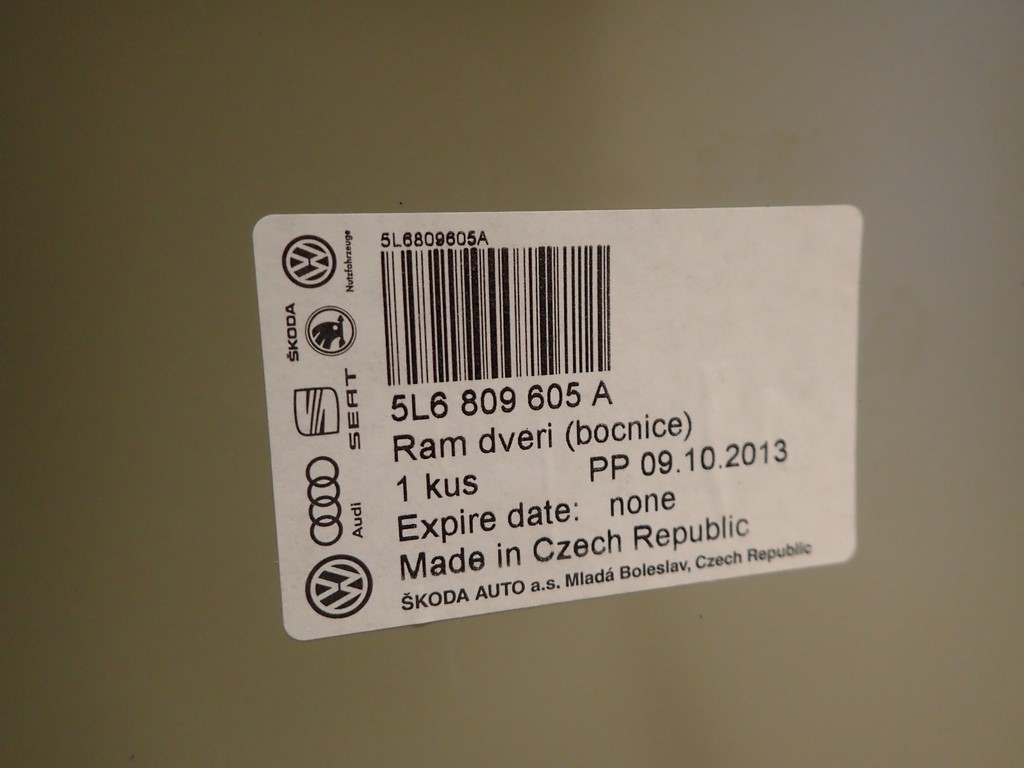 5L6809605A
5L6 809 605 A
Ram dveri (bocnice)
1 kus PP 09.10.2013
Expire date: none
Made in Czech Republic
ŠKODA AUTO a.s. Mladá Boleslav, Czech Republic
Nutzfahrzeuge
ŠKODA
SEAT
Audi